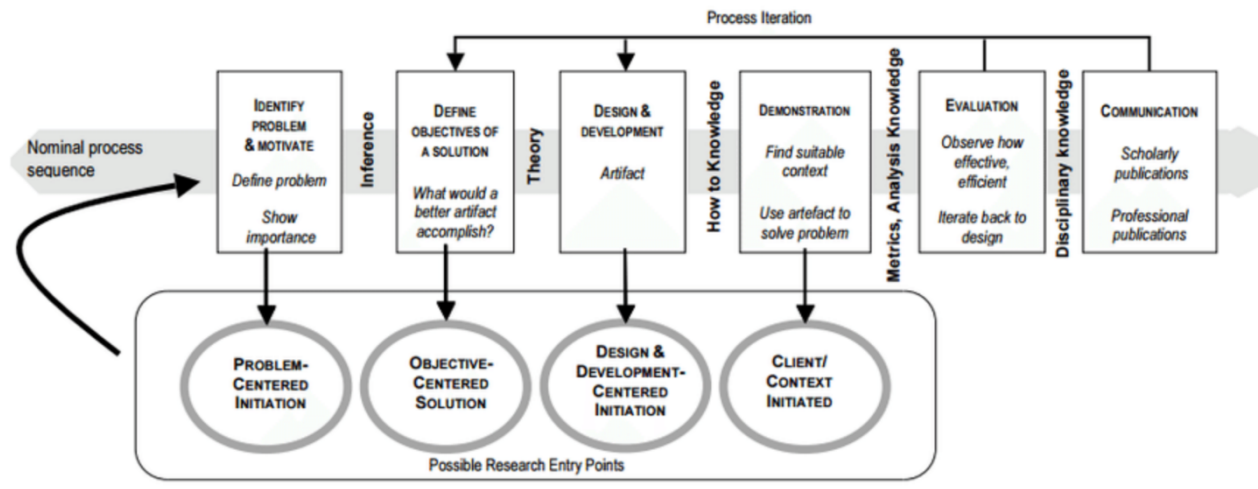 Process Iteration
Nominal process
sequence
IDENTIFY
PROBLEM
& MOTIVATE
Define problem
Show
importance
Inference
DEFINE
OBJECTIVES OF
A SOLUTION
What would a
better artifact
accomplish?
Theory
DESIGN &
DEVELOPMENT
Artifact
How to Knowledge
DEMONSTRATION
Find suitable
context
Use artefact to
solve problem
Metrics, Analysis Knowledge
EVALUATION
Observe how
effective,
efficient
Iterate back to
design
Disciplinary knowledge
COMMUNICATION
Scholarly
publications
Professional
publications
PROBLEM-
CENTERED
INITIATION
OBJECTIVE-
CENTERED
SOLUTION
DESIGN &
DEVELOPMENT-
CENTERED
INITIATION
CLIENT/
CONTEXT
INITIATED
Possible Research Entry Points